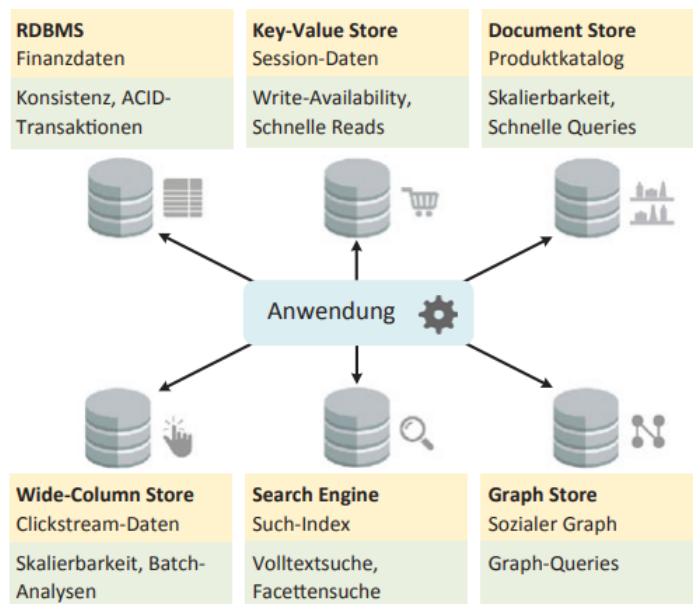 RDBMS
Finanzdaten
Konsistenz, ACID-
Transaktionen
Key-Value Store
Session-Daten
Write-Availability,
Schnelle Reads
Document Store
Produktkatalog
Skalierbarkeit,
Schnelle Queries
Anwendung
Wide-Column Store
Clickstream-Daten
Skalierbarkeit, Batch-
Analysen
Search Engine
Such-Index
Volltextsuche,
Facettensuche
Graph Store
Sozialer Graph
Graph-Queries